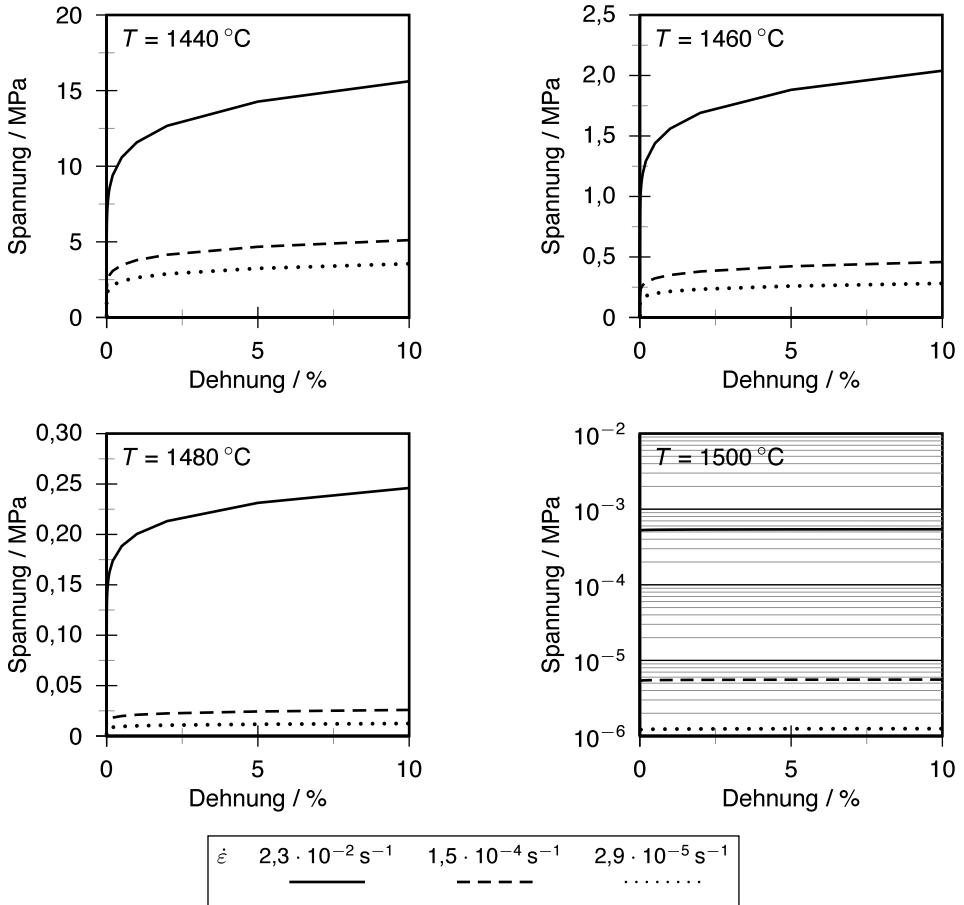 T = 1440 °C
20
15
10
5
0
Spannung / MPa
0 5 10
Dehnung / %
T = 1460 °C
2,5
2,0
1,5
1,0
0,5
0
Spannung / MPa
0 5 10
Dehnung / %
T = 1480 °C
0,30
0,25
0,20
0,15
0,10
0,05
0
Spannung / MPa
0 5 10
Dehnung / %
T = 1500 °C
10⁻²
10⁻³
10⁻⁴
10⁻⁵
10⁻⁶
Spannung / MPa
0 5 10
Dehnung / %
ε̇ 2,3 · 10⁻² s⁻¹ 1,5 · 10⁻⁴ s⁻¹ 2,9 · 10⁻⁵ s⁻¹